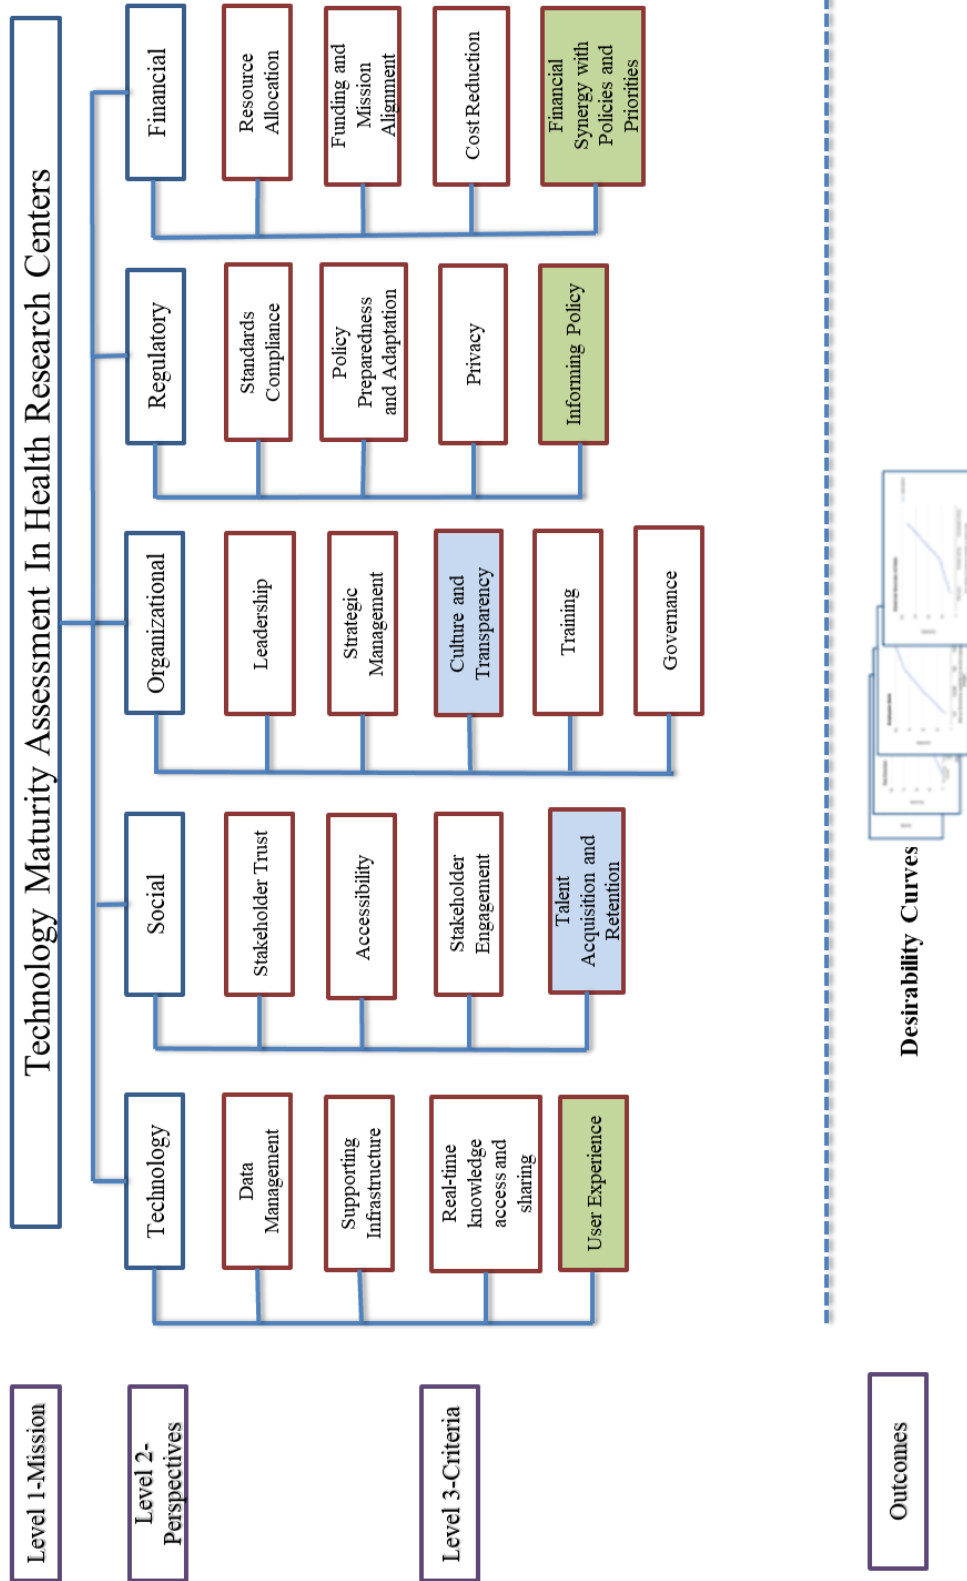 Technology Maturity Assessment In Health Research Centers
Level 1-Mission
Level 2-
Perspectives
Technology
Social
Organizational
Regulatory
Financial
Level 3-Criteria
Data
Management
Supporting
Infrastructure
Real-time
knowledge
access and
sharing
User Experience
Stakeholder Trust
Accessibility
Stakeholder
Engagement
Talent
Acquisition and
Retention
Leadership
Strategic
Management
Culture and
Transparency
Training
Governance
Standards
Compliance
Policy
Preparedness
and Adaptation
Privacy
Informing Policy
Resource
Allocation
Funding and
Mission
Alignment
Cost Reduction
Financial
Synergy with
Policies and
Priorities
Outcomes
Desirability Curves